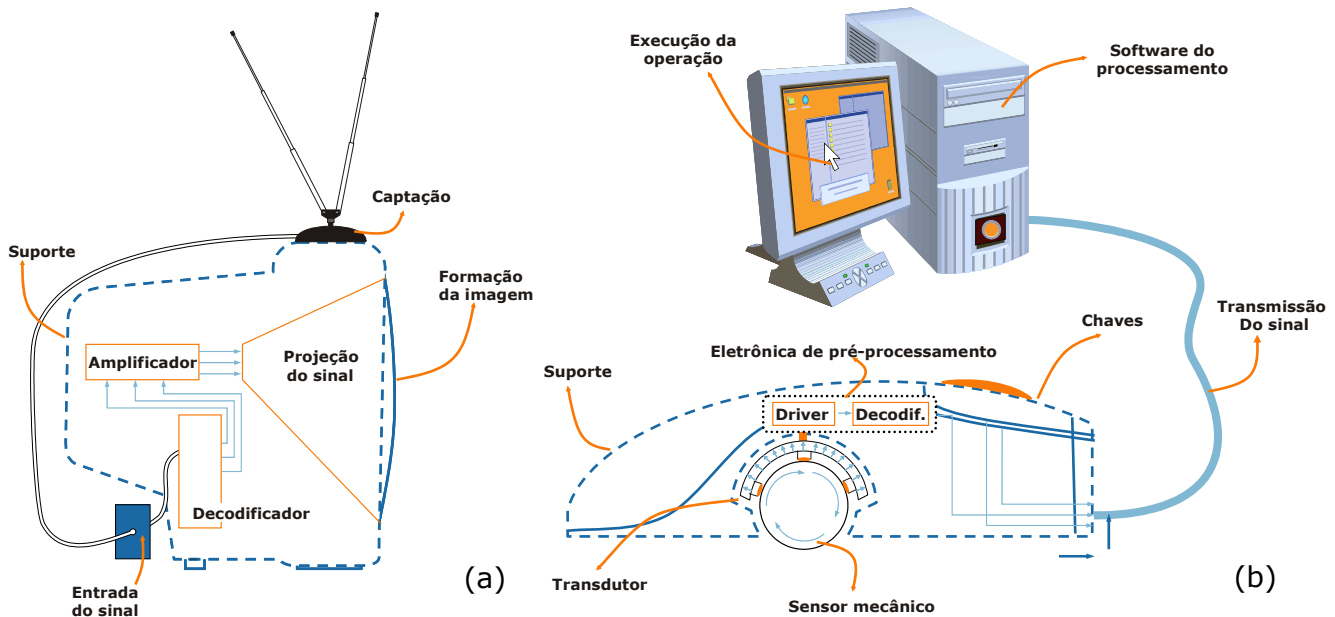 Captação
Suporte
Formação
da imagem
Amplificador
Projeção
do sinal
Decodificador
Entrada
do sinal
(a)
Execução da
operação
Software do
processamento
Transmissão
Do sinal
Chaves
Eletrônica de pré-processamento
Suporte
Driver
Decodif.
Transdutor
Sensor mecânico
(b)